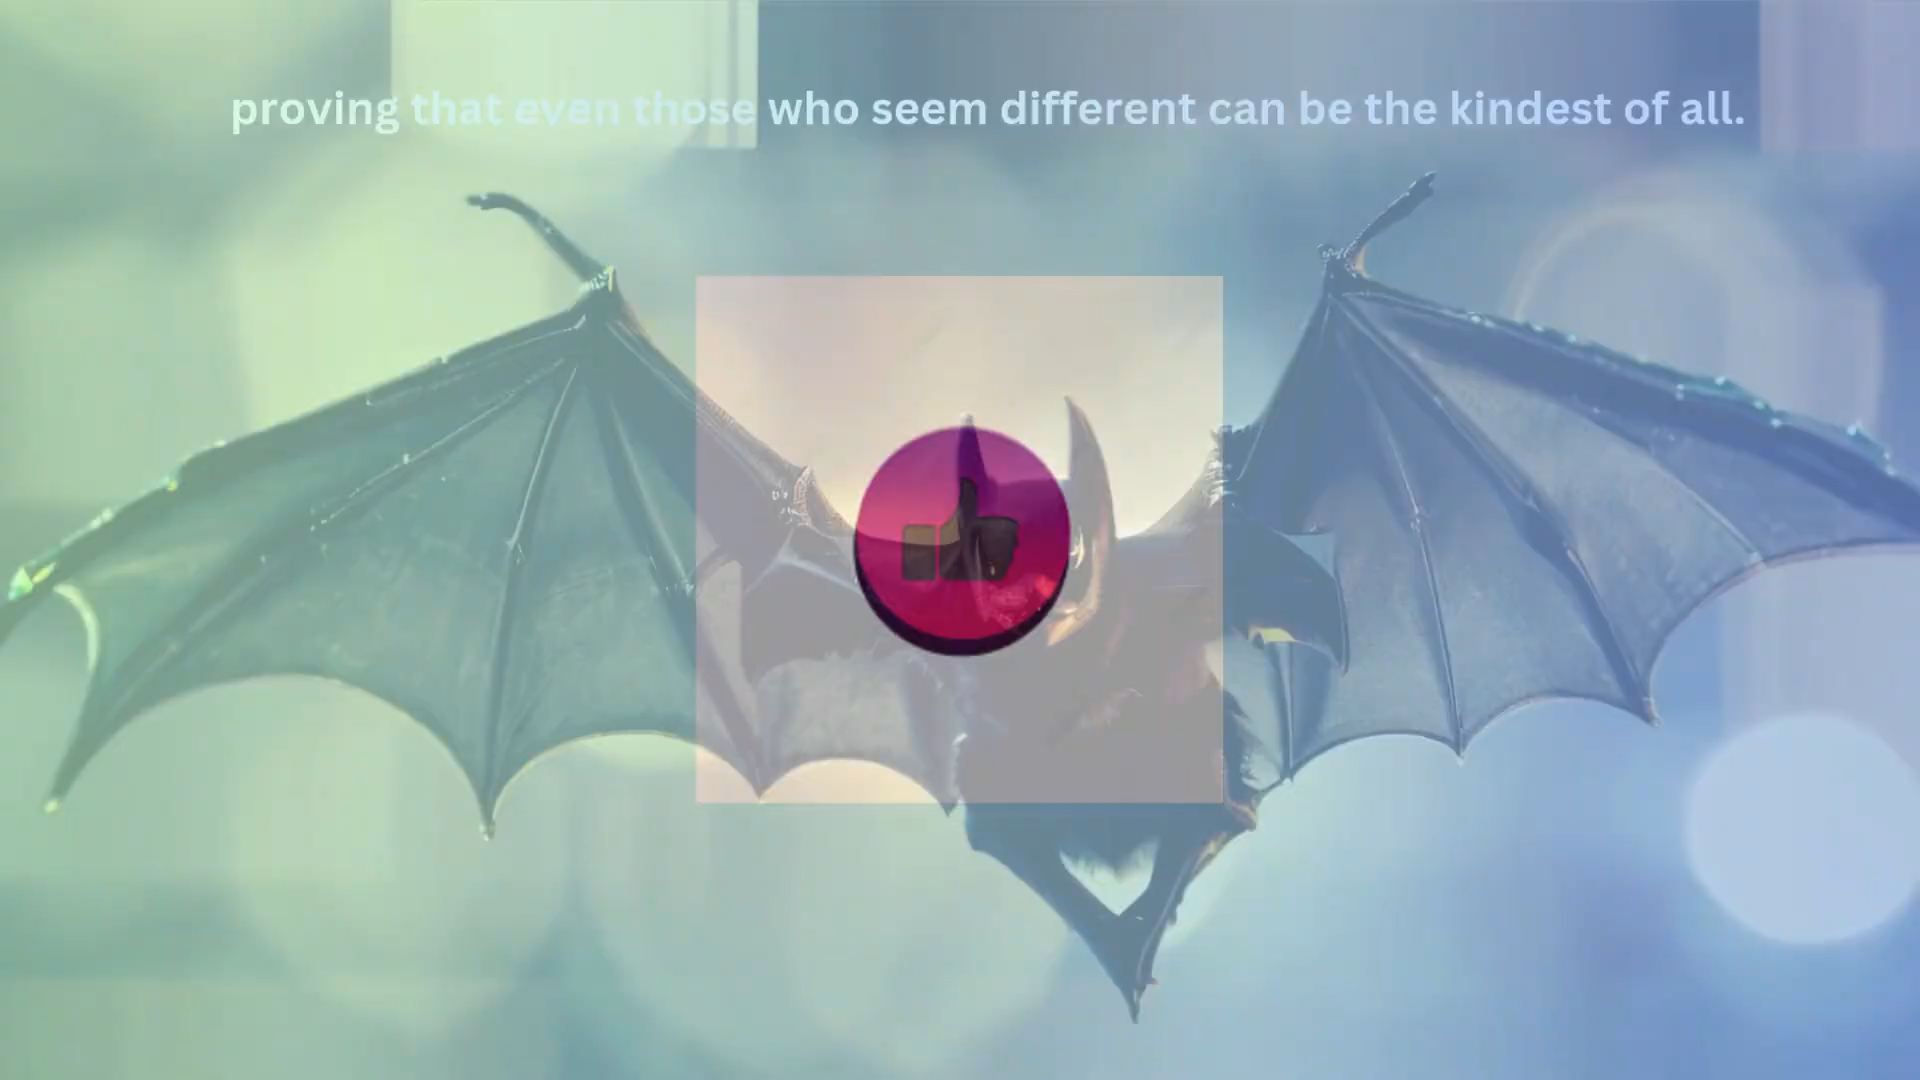 proving that even those who seem different can be the kindest of all.